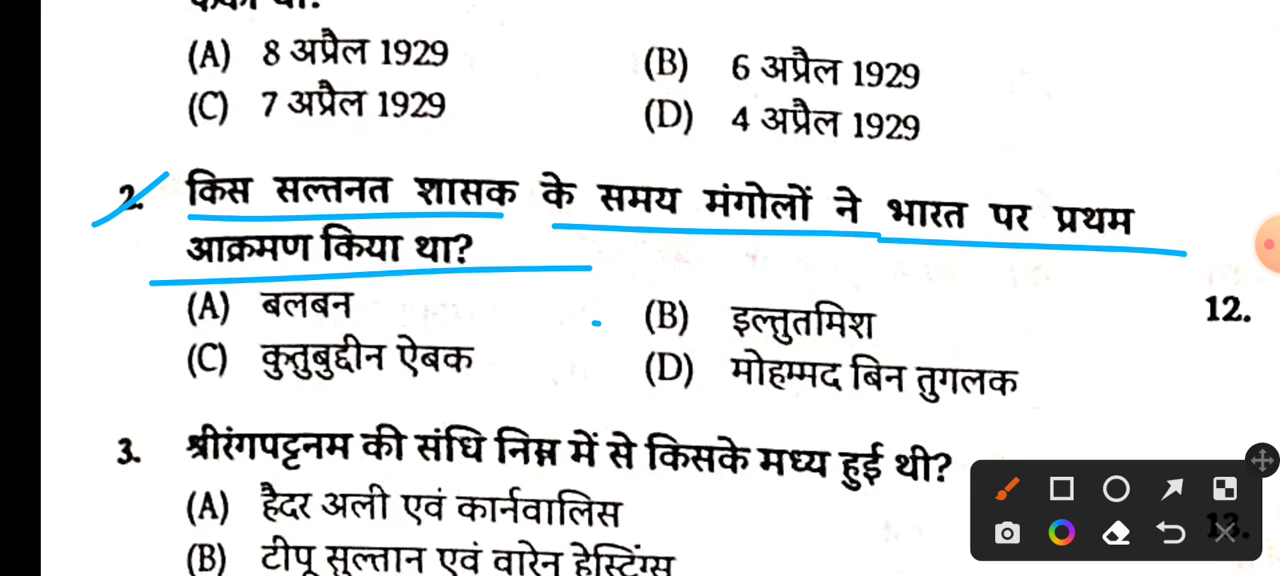 (A) 8 अप्रैल 1929 (B) 6 अप्रैल 1929
(C) 7 अप्रैल 1929 (D) 4 अप्रैल 1929
2. किस सल्तनत शासक के समय मंगोलों ने भारत पर प्रथम
आक्रमण किया था?
(A) बलबन (B) इल्तुतमिश
(C) कुतुबुद्दीन ऐबक (D) मोहम्मद बिन तुगलक
12.
3. श्रीरंगपट्टनम की संधि निम्न में से किसके मध्य हुई थी?
(A) हैदर अली एवं कार्नवालिस
13.
(B) टीपू सुल्तान एवं वारेन हेस्टिंग्स